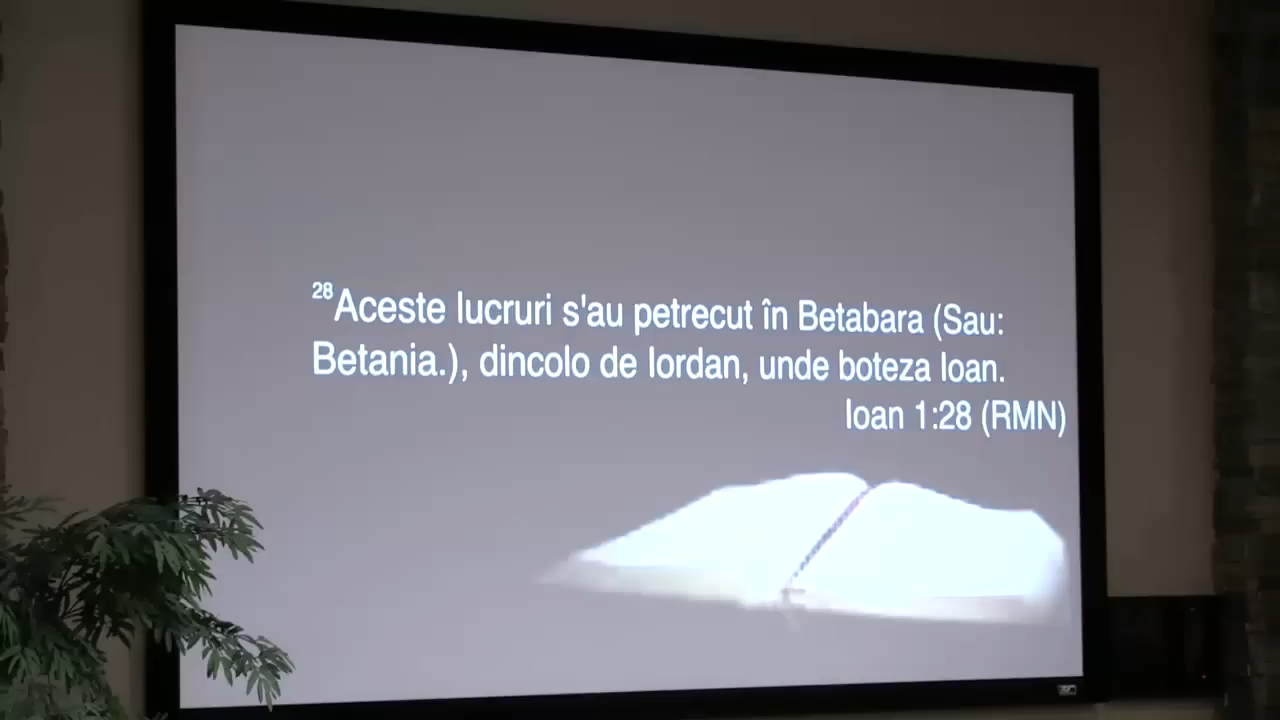 28Aceste lucruri s'au petrecut în Betabara (Sau:
Betania.), dincolo de Iordan, unde boteza Ioan.
Ioan 1:28 (RMN)